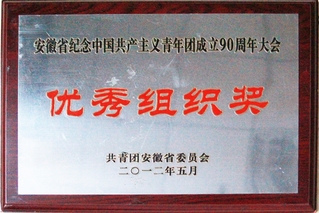 安徽省纪念中国共产主义青年团成立90周年大会
优秀组织奖
共青团安徽省委员会
二〇一二年五月